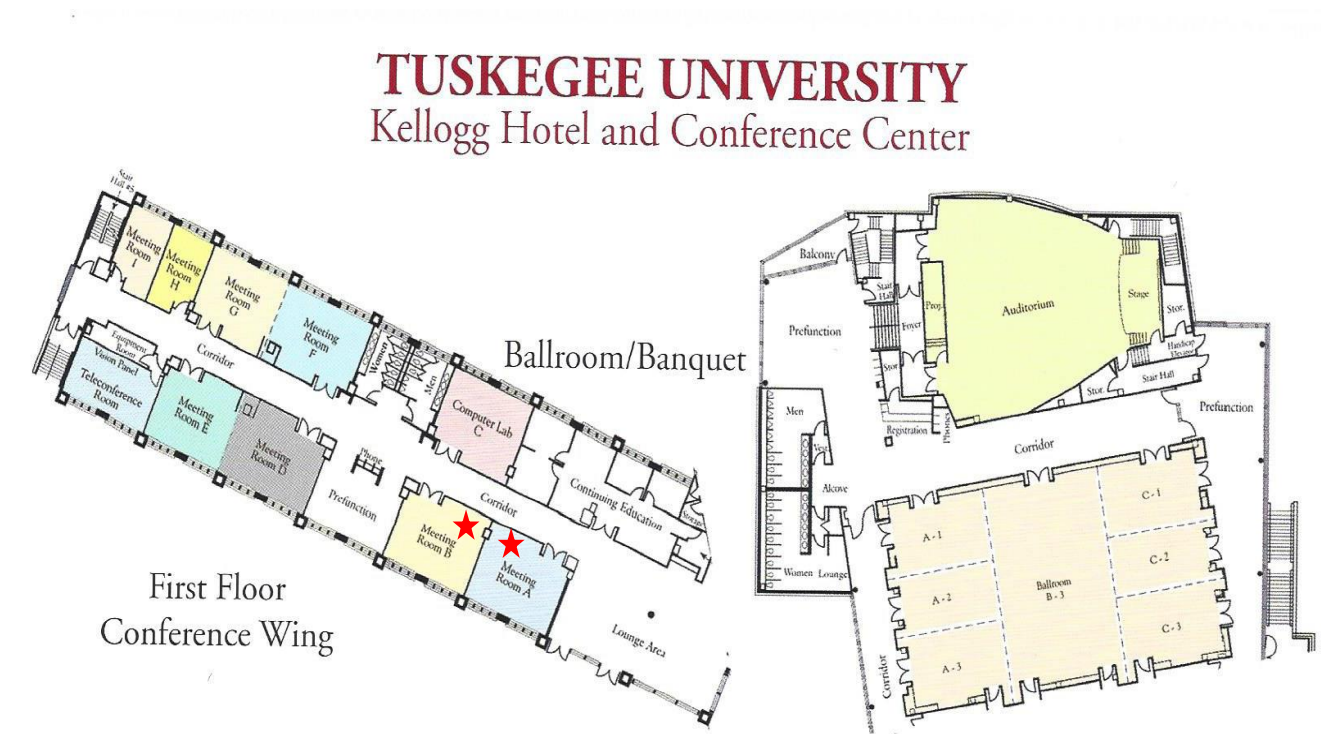 TUSKEGEE UNIVERSITY
Kellogg Hotel and Conference Center
Stair
Hall #5
Meeting
Room
I
Meeting
Room
H
Meeting
Room
G
Meeting
Room
F
Women
Men
Equipment
Room
Vision Panel
Teleconference
Room
Corridor
Meeting
Room E
Meeting
Room D
Phone
Prefunction
Computer Lab
C
Corridor
Continuing Education
Storage
Meeting
Room B
Meeting
Room A
Lounge Area
First Floor
Conference Wing
Ballroom/Banquet
Balcony
Stair
Hall
Prefunction
Foyer
Proj.
Auditorium
Stage
Stor.
Handicap
Elevator
Stair Hall
Stor.
Stor.
Prefunction
Registration
Phones
Men
Vest.
Alcove
Corridor
Women
Lounge
Corridor
A - 1
A - 2
A - 3
Ballroom
B - 3
C - 1
C - 2
C - 3